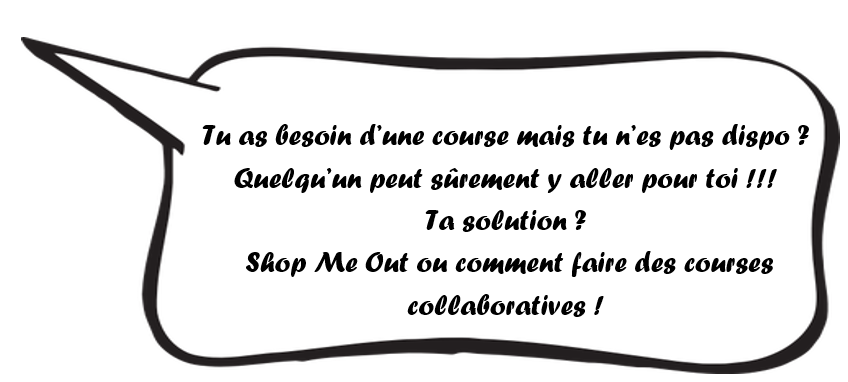 Tu as besoin d'une course mais tu n'es pas dispo ?
Quelqu'un peut sûrement y aller pour toi !!!
Ta solution ?
Shop Me Out ou comment faire des courses
collaboratives !